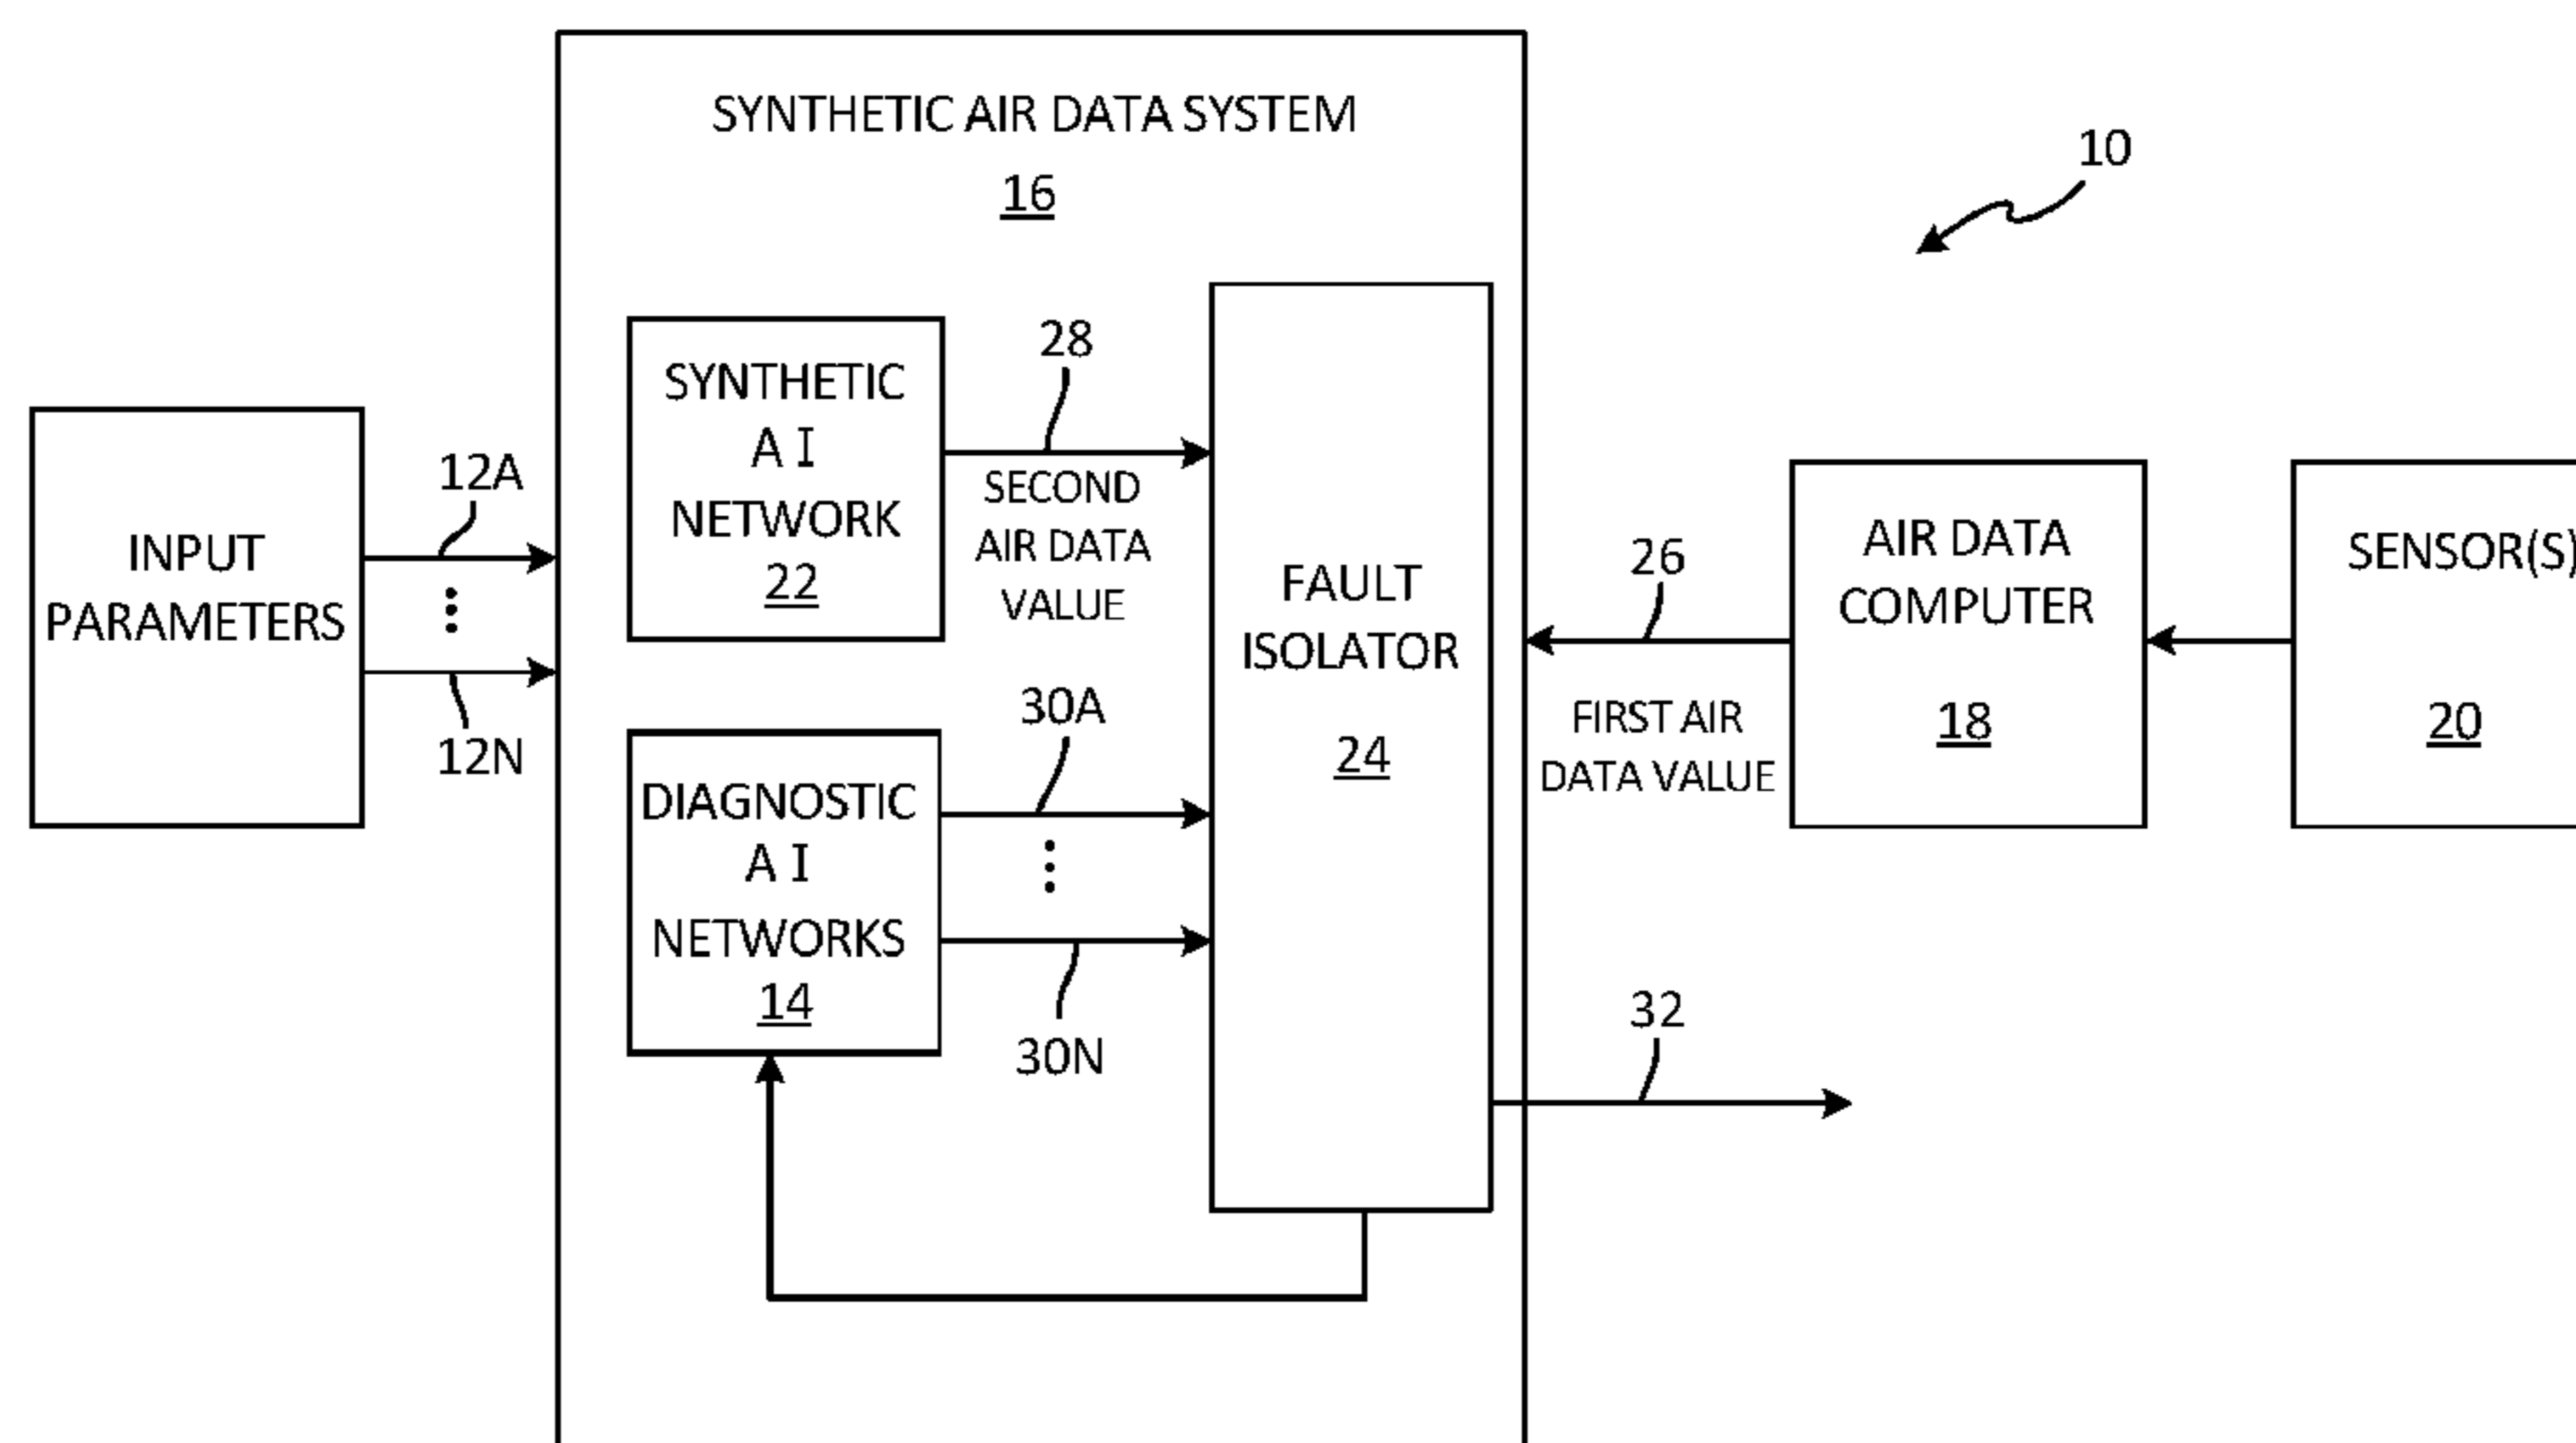 SYNTHETIC AIR DATA SYSTEM
16
10
INPUT
PARAMETERS
12A
12N
SYNTHETIC
A I
NETWORK
22
28
SECOND
AIR DATA
VALUE
DIAGNOSTIC
A I
NETWORKS
14
30A
30N
FAULT
ISOLATOR
24
26
FIRST AIR
DATA VALUE
AIR DATA
COMPUTER
18
SENSOR(S)
20
32